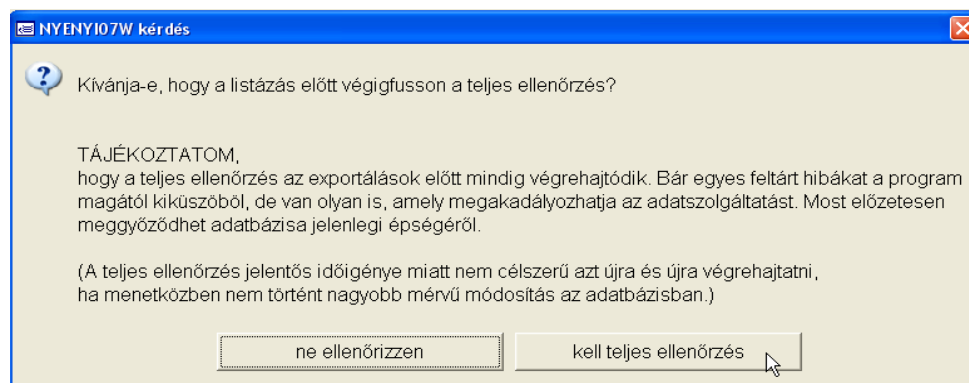 NYENYI07W kérdés
Kívánja-e, hogy a listázás előtt végigfusson a teljes ellenőrzés?
TÁJÉKOZTATOM,
hogy a teljes ellenőrzés az exportálások előtt mindig végrehajtódik. Bár egyes feltárt hibákat a program
magától kiküszöböl, de van olyan is, amely megakadályozhatja az adatszolgáltatást. Most előzetesen
meggyőződhet adatbázisa jelenlegi épségéről.
(A teljes ellenőrzés jelentős időigénye miatt nem célszerű azt újra és újra végrehajtatni,
ha menetközben nem történt nagyobb mérvű módosítás az adatbázisban.)
ne ellenőrizzen
kell teljes ellenőrzés